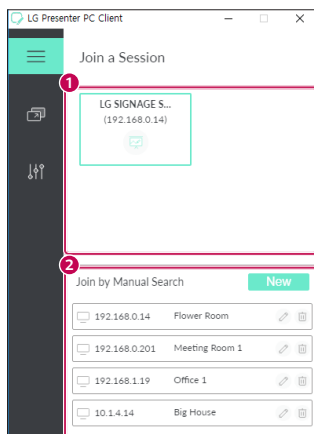 LG Presenter PC Client
Join a Session
1
LG SIGNAGE S...
(192.168.0.14)
2
Join by Manual Search
New
192.168.0.14 Flower Room
192.168.0.201 Meeting Room 1
192.168.1.19 Office 1
10.1.4.14 Big House